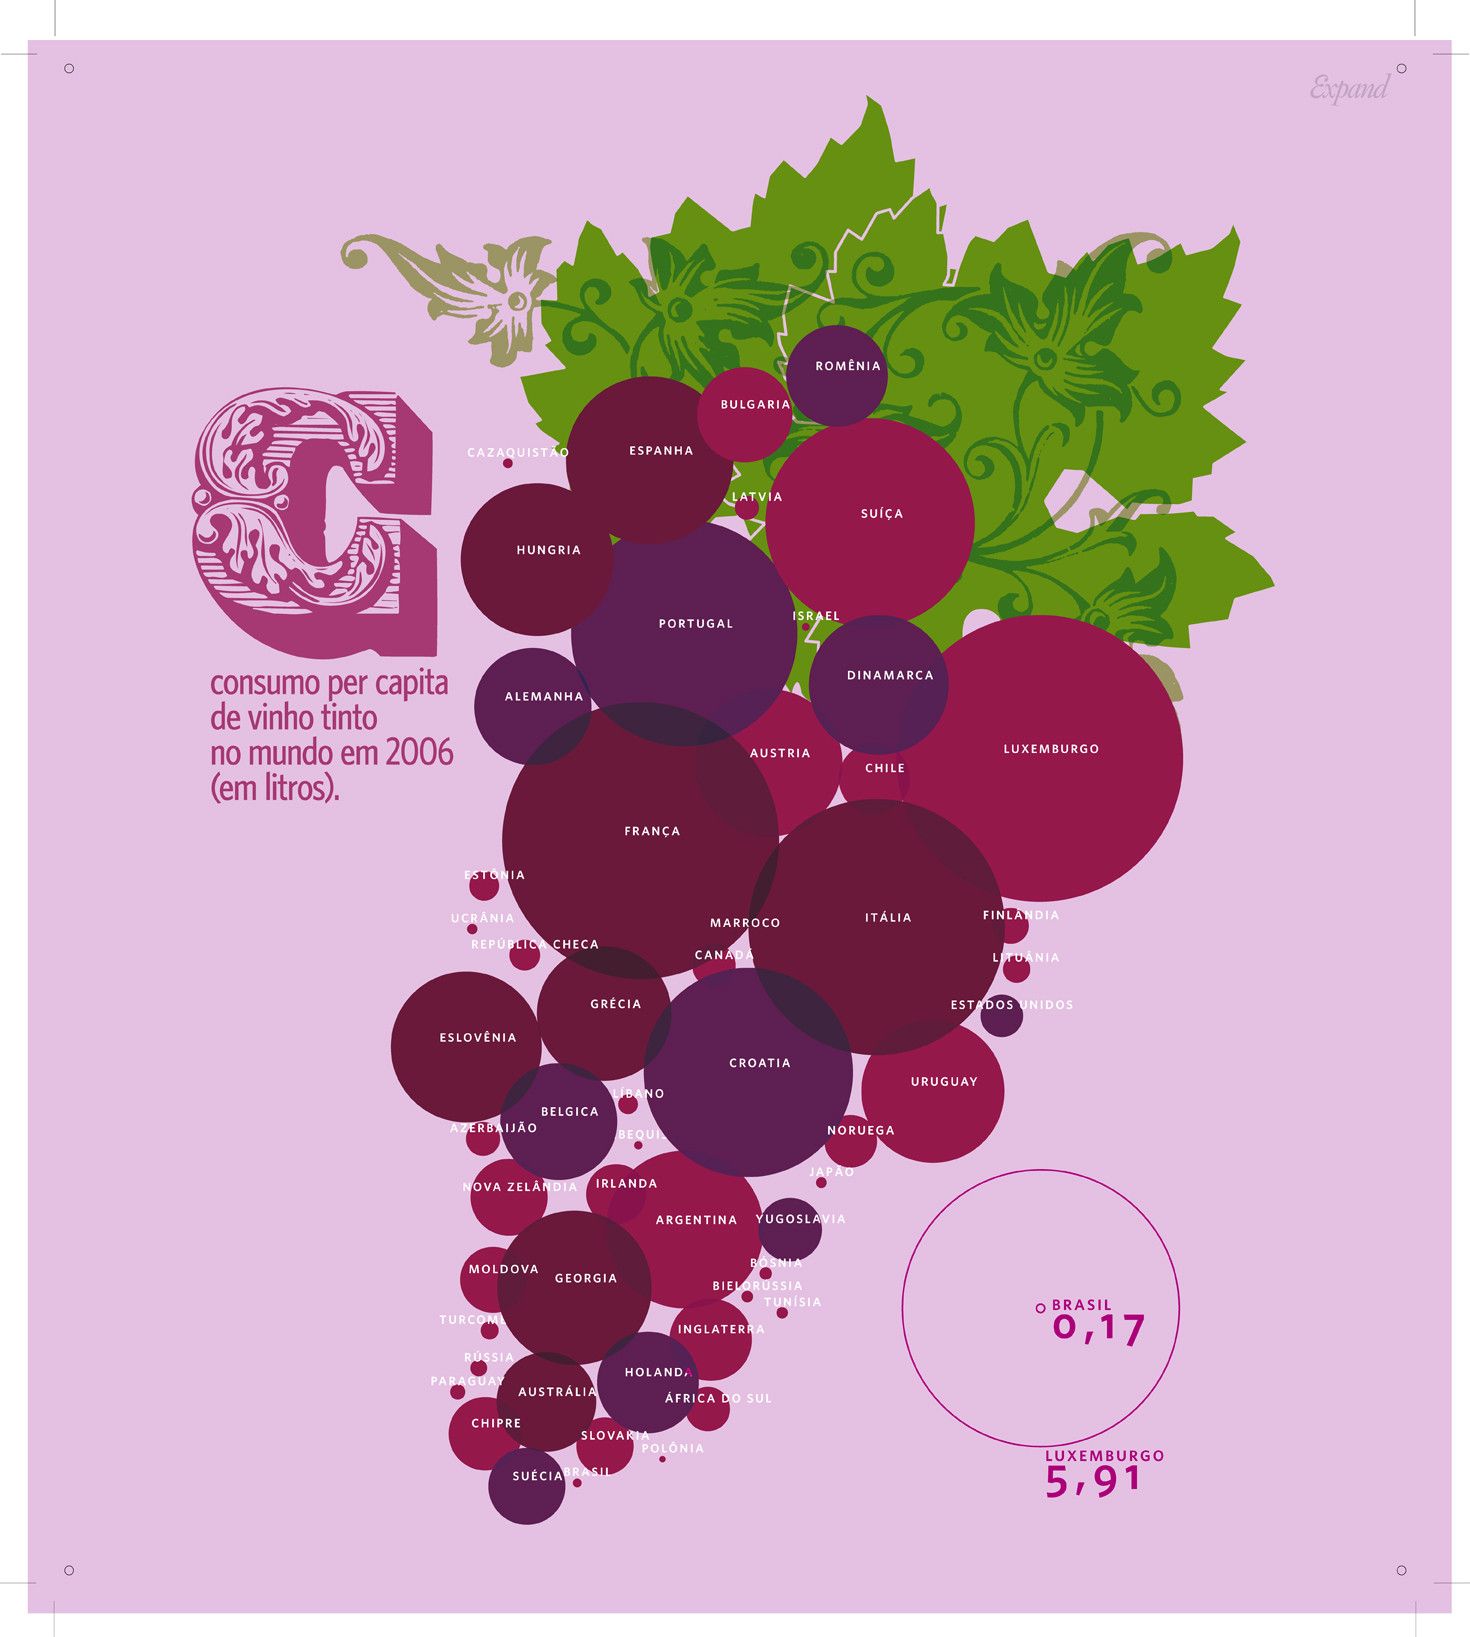 Expand
C
consumo per capita
de vinho tinto
no mundo em 2006
(em litros).
ROMÊNIA
BULGARIA
ESPANHA
CAZAQUISTÃO
LATVIA
SUÍÇA
HUNGRIA
ISRAEL
PORTUGAL
DINAMARCA
ALEMANHA
LUXEMBURGO
AUSTRIA
CHILE
FRANÇA
ESTÔNIA
ITÁLIA
FINLANDIA
UCRÂNIA
MARROCO
REPÚBLICA CHECA
CANADÁ
LITUÂNIA
GRÉCIA
ESTADOS UNIDOS
ESLOVÊNIA
CROATIA
URUGUAY
LÍBANO
BELGICA
AZERBAIJÃO
BEQUIS
NORUEGA
JAPÃO
NOVA ZELÂNDIA
IRLANDA
ARGENTINA
YUGOSLAVIA
BÓSNIA
MOLDOVA
GEORGIA
BIELORÚSSIA
TUNÍSIA
TURCOME
INGLATERRA
RÚSSIA
HOLANDA
PARAGUAY
AUSTRÁLIA
ÁFRICA DO SUL
CHIPRE
SLOVAKIA
POLÔNIA
SUÉCIA
BRASIL
BRASIL
0,17
LUXEMBURGO
5,91